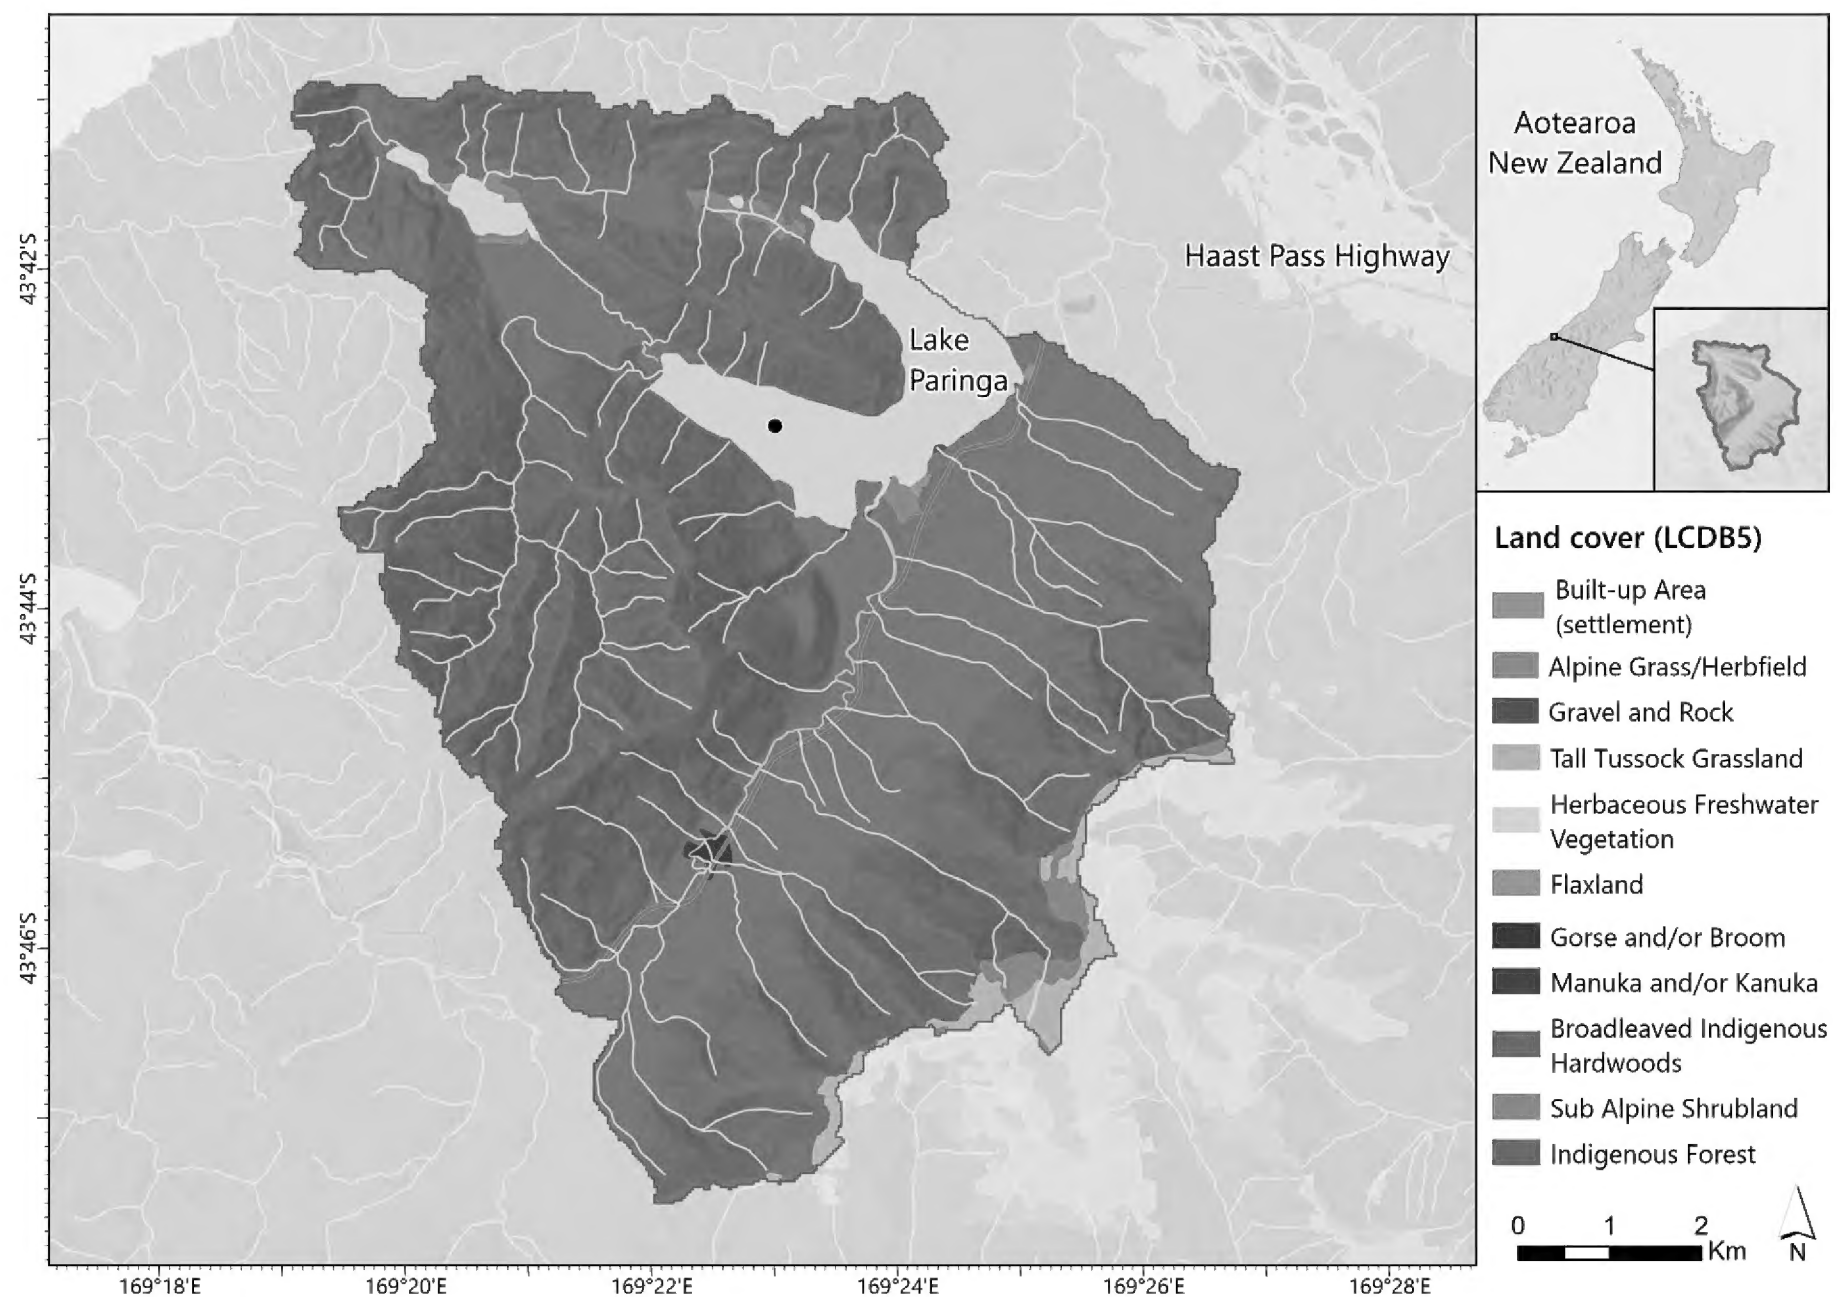 Aotearoa
New Zealand
Haast Pass Highway
Lake
Paringa
43°42'S
43°44'S
43°46'S
169°18'E
169°20'E
169°22'E
169°24'E
169°26'E
169°28'E
Land cover (LCDB5)
Built-up Area
(settlement)
Alpine Grass/Herbfield
Gravel and Rock
Tall Tussock Grassland
Herbaceous Freshwater
Vegetation
Flaxland
Gorse and/or Broom
Manuka and/or Kanuka
Broadleaved Indigenous
Hardwoods
Sub Alpine Shrubland
Indigenous Forest
0 1 2
Km
N